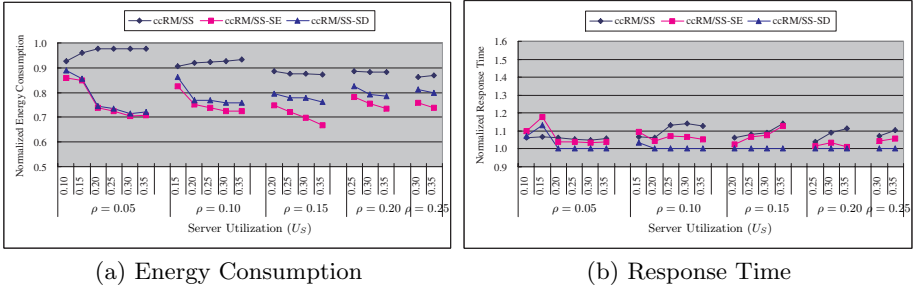 ccRM/SS ccRM/SS-SE ccRM/SS-SD
Normalized Energy Consumption
1.0
0.9
0.8
0.7
0.6
0.5
0.10 0.15 0.20 0.25 0.30 0.35 0.15 0.20 0.25 0.30 0.35 0.20 0.25 0.30 0.35 0.25 0.30 0.35 0.30 0.35
ρ = 0.05 ρ = 0.10 ρ = 0.15 ρ = 0.20 ρ = 0.25
Server Utilization (U_S)
(a) Energy Consumption
ccRM/SS ccRM/SS-SE ccRM/SS-SD
Normalized Response Time
1.6
1.5
1.4
1.3
1.2
1.1
1.0
0.9
0.10 0.15 0.20 0.25 0.30 0.35 0.15 0.20 0.25 0.30 0.35 0.20 0.25 0.30 0.35 0.25 0.30 0.35 0.30 0.35
ρ = 0.05 ρ = 0.10 ρ = 0.15 ρ = 0.20 ρ = 0.25
Server Utilization (U_S)
(b) Response Time